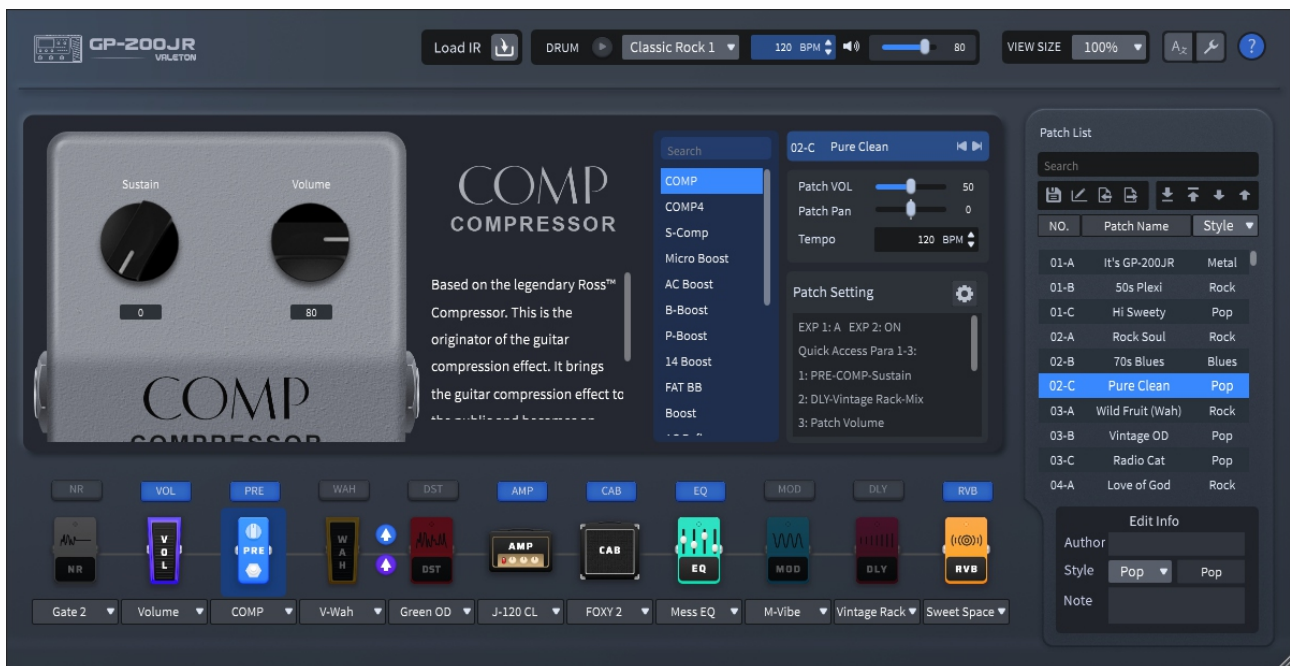 GP-200JR
VALETON
Load IR
DRUM
Classic Rock 1
120 BPM
80
VIEW SIZE
100%
Az
?
Sustain
Volume
0
80
COMP
COMPRESSOR
COMP
COMPRESSOR
Based on the legendary Ross™
Compressor. This is the
originator of the guitar
compression effect. It brings
the guitar compression effect to
Search
COMP
COMP4
S-Comp
Micro Boost
AC Boost
B-Boost
P-Boost
14 Boost
FAT BB
Boost
02-C Pure Clean
Patch VOL 50
Patch Pan 0
Tempo 120 BPM
Patch Setting
EXP 1: A EXP 2: ON
Quick Access Para 1-3:
1: PRE-COMP-Sustain
2: DLY-Vintage Rack-Mix
3: Patch Volume
Patch List
Search
NO. Patch Name Style
01-A It's GP-200JR Metal
01-B 50s Plexi Rock
01-C Hi Sweety Pop
02-A Rock Soul Rock
02-B 70s Blues Blues
02-C Pure Clean Pop
03-A Wild Fruit (Wah) Rock
03-B Vintage OD Pop
03-C Radio Cat Pop
04-A Love of God Rock
Edit Info
Author
Style Pop Pop
Note
NR VOL PRE WAH DST AMP CAB EQ MOD DLY RVB
NR VOL PRE WAH DST AMP CAB EQ MOD DLY RVB
Gate 2 Volume COMP V-Wah Green OD J-120 CL FOXY 2 Mess EQ M-Vibe Vintage Rack Sweet Space